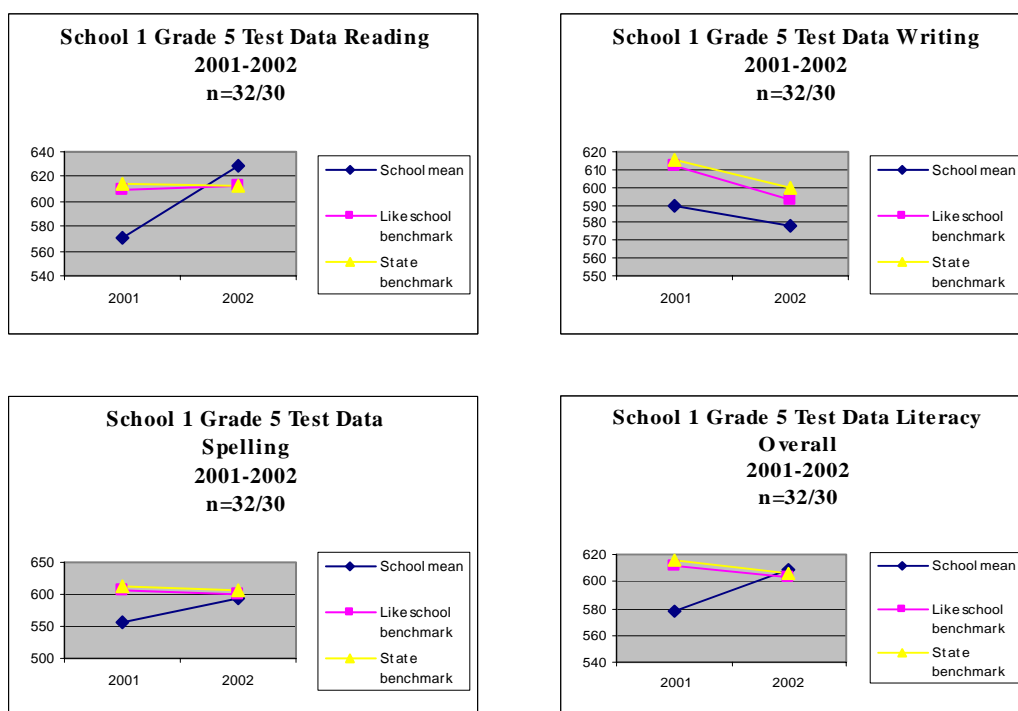 School 1 Grade 5 Test Data Reading
2001-2002
n=32/30
640
620
600
580
560
540
2001
2002
School mean
Like school
benchmark
State
benchmark
School 1 Grade 5 Test Data Writing
2001-2002
n=32/30
620
610
600
590
580
570
560
550
2001
2002
School mean
Like school
benchmark
State
benchmark
School 1 Grade 5 Test Data
Spelling
2001-2002
n=32/30
650
600
550
500
2001
2002
School mean
Like school
benchmark
State
benchmark
School 1 Grade 5 Test Data Literacy
Overall
2001-2002
n=32/30
620
600
580
560
540
2001
2002
School mean
Like school
benchmark
State
benchmark